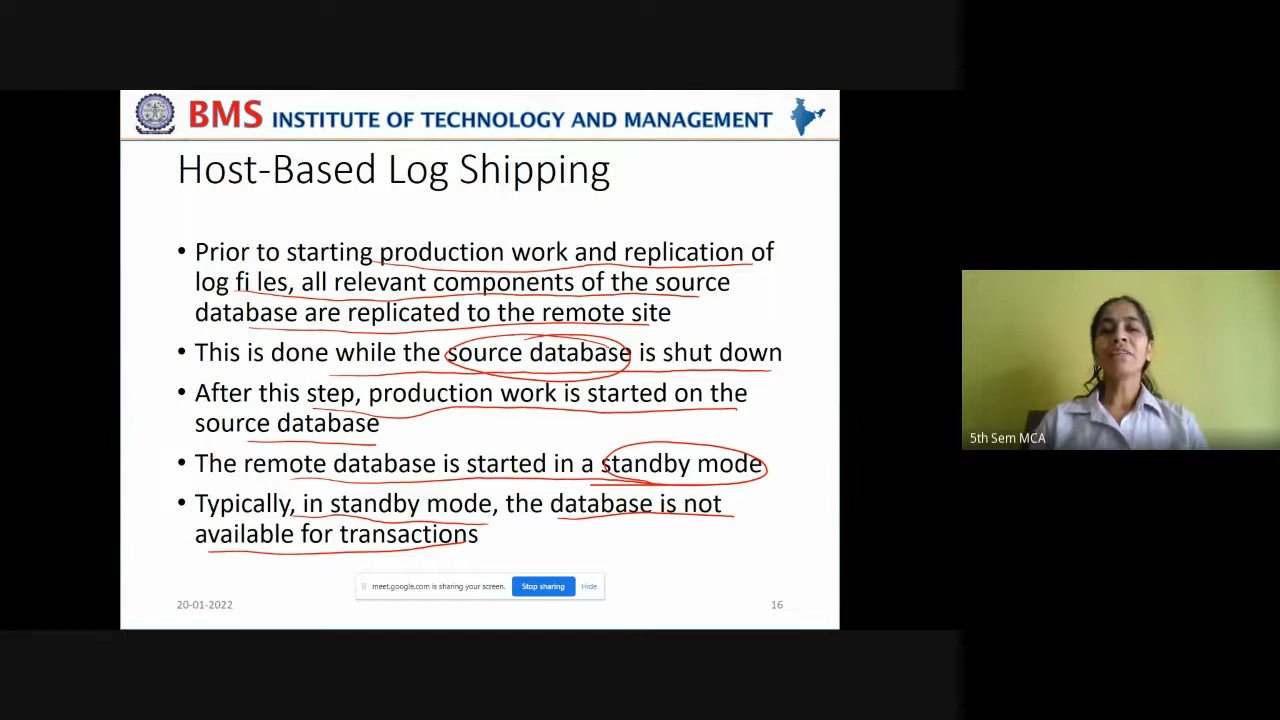 BMS INSTITUTE OF TECHNOLOGY AND MANAGEMENT
Host-Based Log Shipping
• Prior to starting production work and replication of
log fi les, all relevant components of the source
database are replicated to the remote site
• This is done while the source database is shut down
• After this step, production work is started on the
source database
• The remote database is started in a standby mode
• Typically, in standby mode, the database is not
available for transactions
meet.google.com is sharing your screen. Stop sharing Hide
20-01-2022 16
5th Sem MCA